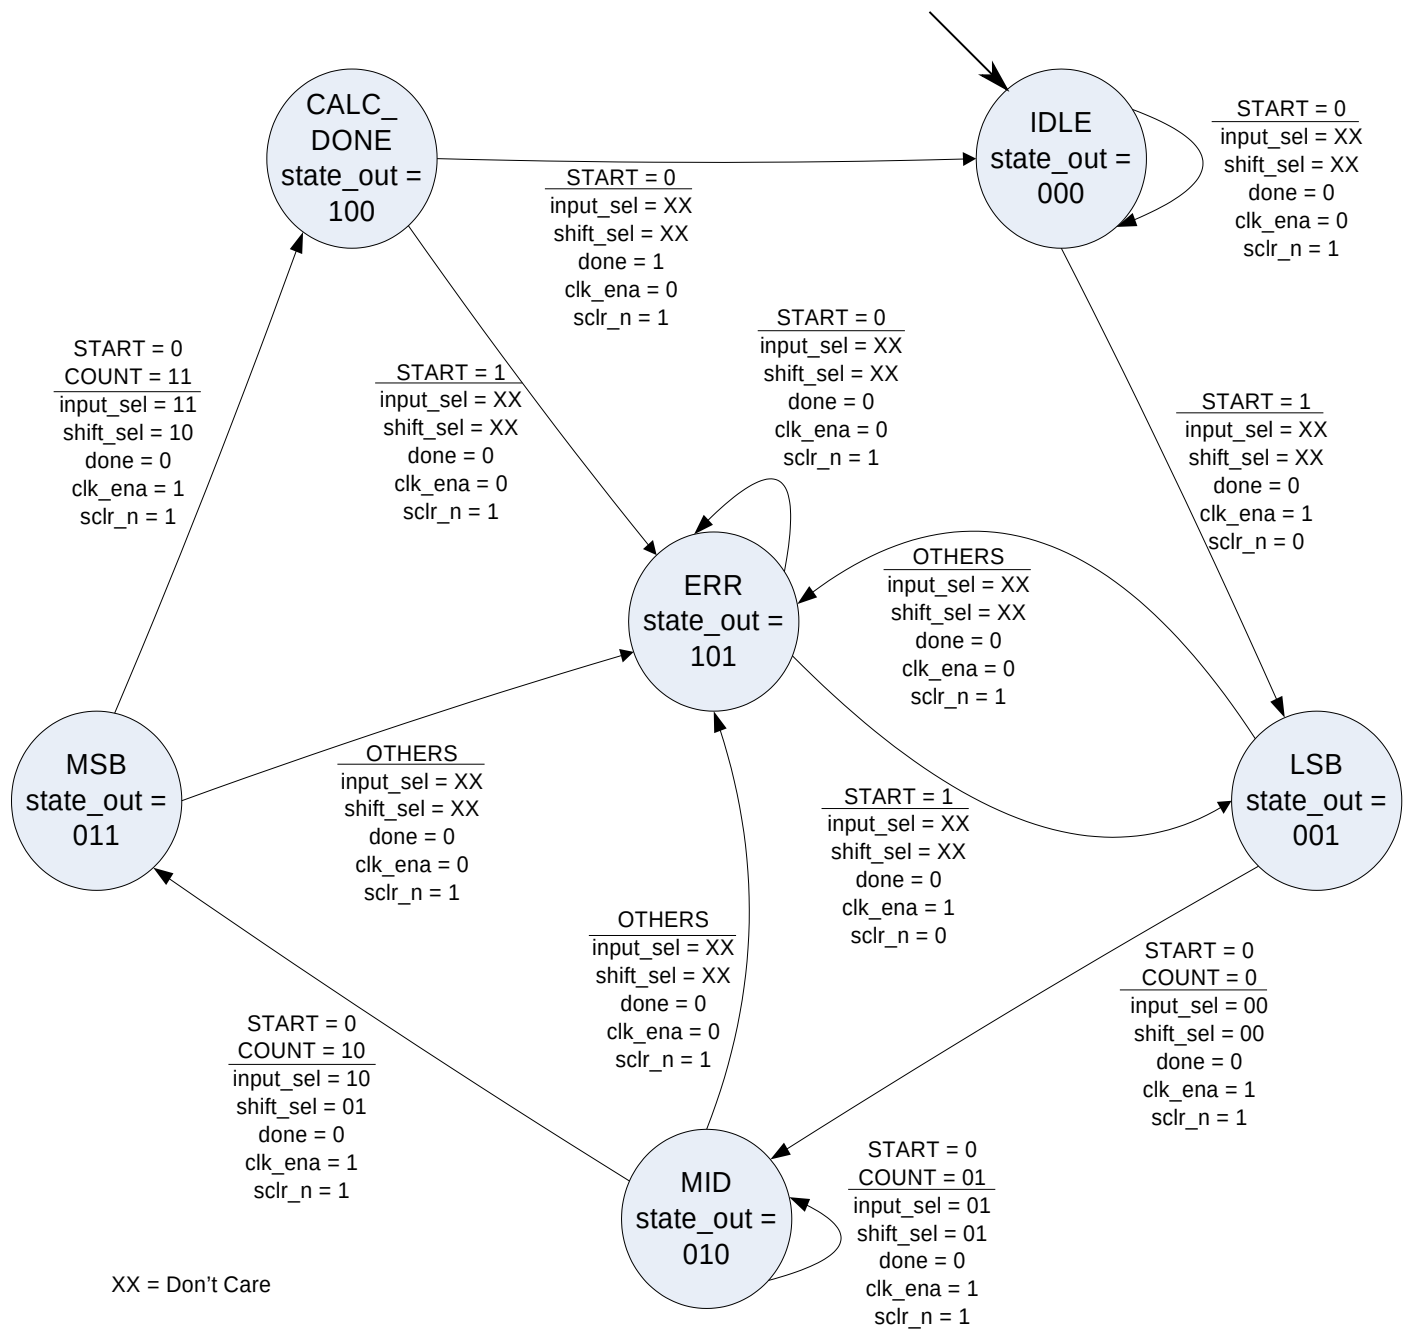 CALC_
DONE
state_out =
100
IDLE
state_out =
000
START = 0
input_sel = XX
shift_sel = XX
done = 0
clk_ena = 0
sclr_n = 1
START = 0
input_sel = XX
shift_sel = XX
done = 1
clk_ena = 0
sclr_n = 1
START = 0
COUNT = 11
input_sel = 11
shift_sel = 10
done = 0
clk_ena = 1
sclr_n = 1
START = 1
input_sel = XX
shift_sel = XX
done = 0
clk_ena = 0
sclr_n = 1
START = 0
input_sel = XX
shift_sel = XX
done = 0
clk_ena = 0
sclr_n = 1
START = 1
input_sel = XX
shift_sel = XX
done = 0
clk_ena = 1
sclr_n = 0
ERR
state_out =
101
OTHERS
input_sel = XX
shift_sel = XX
done = 0
clk_ena = 0
sclr_n = 1
MSB
state_out =
011
OTHERS
input_sel = XX
shift_sel = XX
done = 0
clk_ena = 0
sclr_n = 1
START = 1
input_sel = XX
shift_sel = XX
done = 0
clk_ena = 1
sclr_n = 0
LSB
state_out =
001
OTHERS
input_sel = XX
shift_sel = XX
done = 0
clk_ena = 0
sclr_n = 1
START = 0
COUNT = 0
input_sel = 00
shift_sel = 00
done = 0
clk_ena = 1
sclr_n = 1
START = 0
COUNT = 10
input_sel = 10
shift_sel = 01
done = 0
clk_ena = 1
sclr_n = 1
MID
state_out =
010
START = 0
COUNT = 01
input_sel = 01
shift_sel = 01
done = 0
clk_ena = 1
sclr_n = 1
XX = Don’t Care